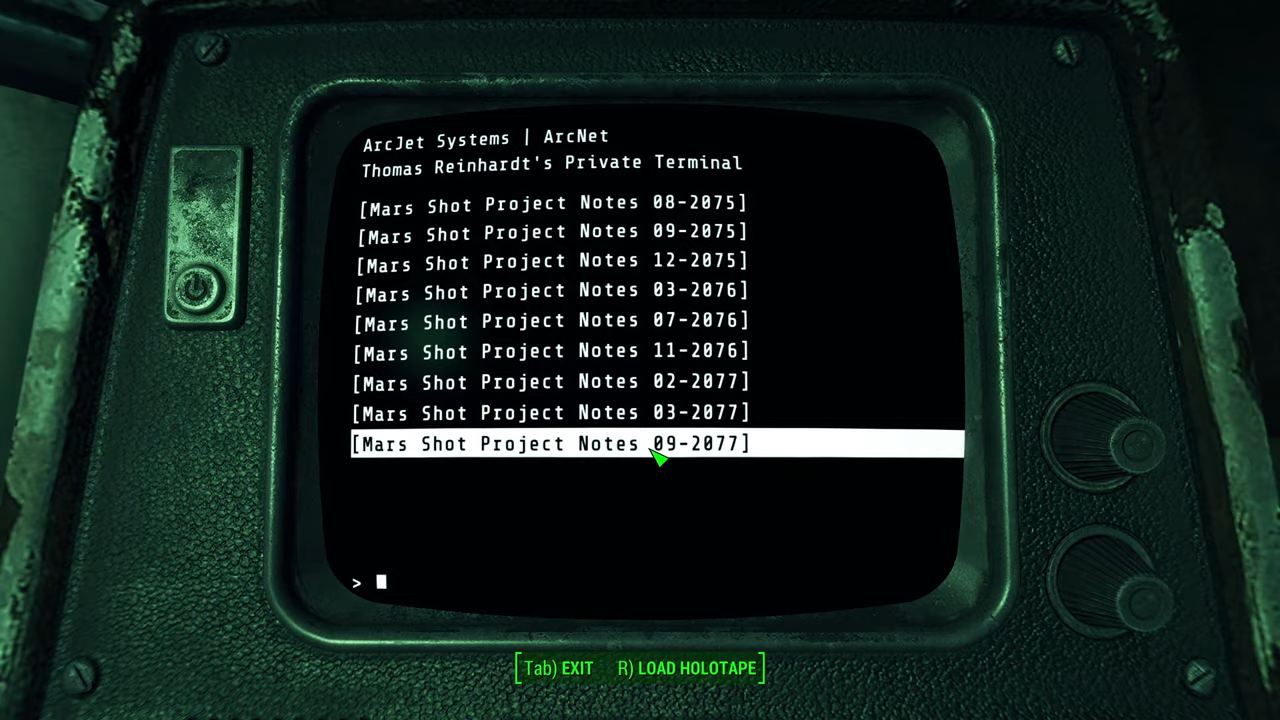 ArcJet Systems | ArcNet
Thomas Reinhardt's Private Terminal
[Mars Shot Project Notes 08-2075]
[Mars Shot Project Notes 09-2075]
[Mars Shot Project Notes 12-2075]
[Mars Shot Project Notes 03-2076]
[Mars Shot Project Notes 07-2076]
[Mars Shot Project Notes 11-2076]
[Mars Shot Project Notes 02-2077]
[Mars Shot Project Notes 03-2077]
[Mars Shot Project Notes 09-2077]
>
[Tab) EXIT R) LOAD HOLOTAPE]